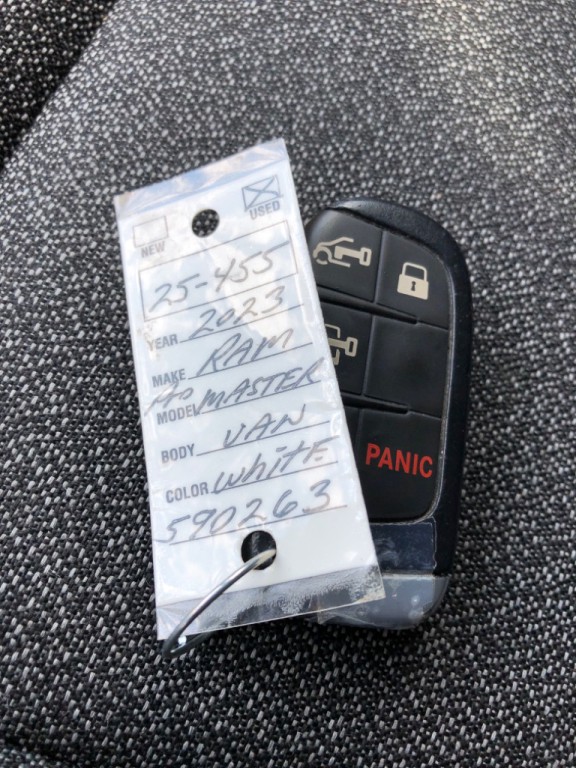 NEW USED
25-455
YEAR 2023
MAKE RAM
MODEL PRO MASTER
BODY VAN
COLOR WHITE
590263
PANIC